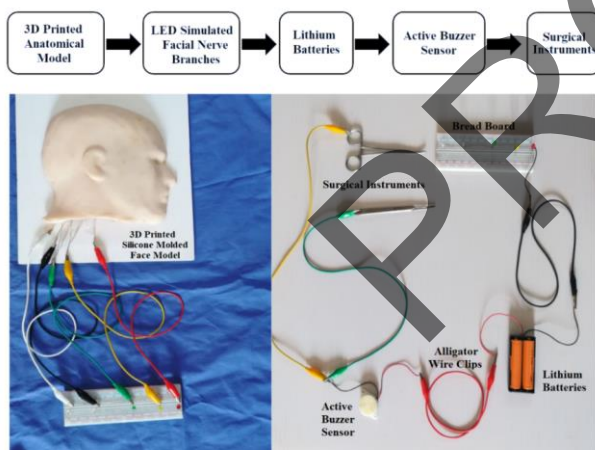 3D Printed
Anatomical
Model
LED Simulated
Facial Nerve
Branches
Lithium
Batteries
Active Buzzer
Sensor
Surgical
Instruments
3D Printed
Silicone Molded
Face Model
Bread Board
Surgical Instruments
Alligator
Wire Clips
Lithium
Batteries
Active
Buzzer
Sensor
PRO